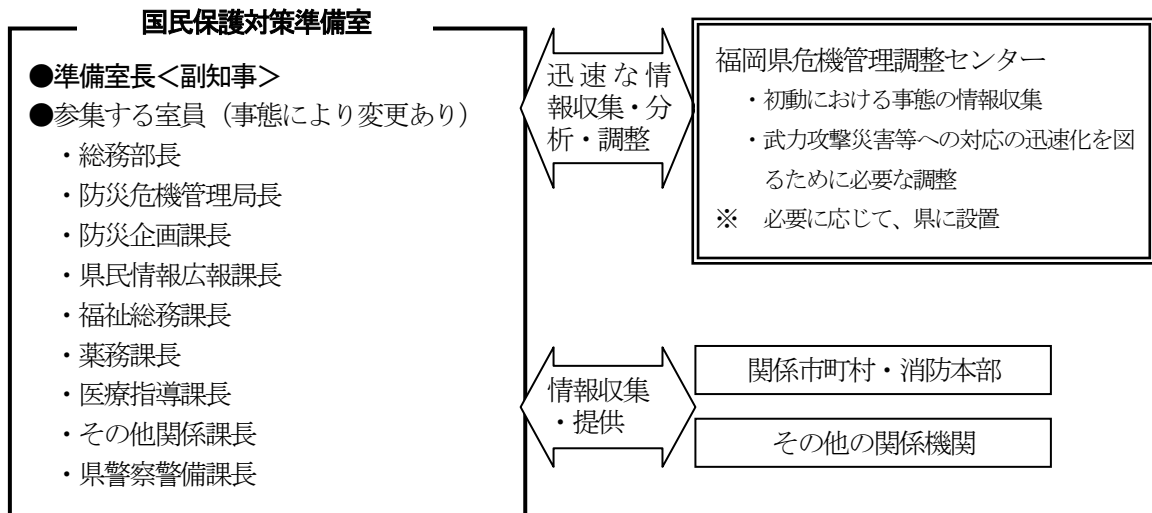 国民保護対策準備室
●準備室長<副知事>
●参集する室員（事態により変更あり）
・総務部長
・防災危機管理局長
・防災企画課長
・県民情報広報課長
・福祉総務課長
・薬務課長
・医療指導課長
・その他関係課長
・県警察警備課長
迅速な情
報収集・分
析・調整
福岡県危機管理調整センター
・初動における事態の情報収集
・武力攻撃災害等への対応の迅速化を図
るために必要な調整
※　必要に応じて、県に設置
情報収集
・提供
関係市町村・消防本部
その他の関係機関